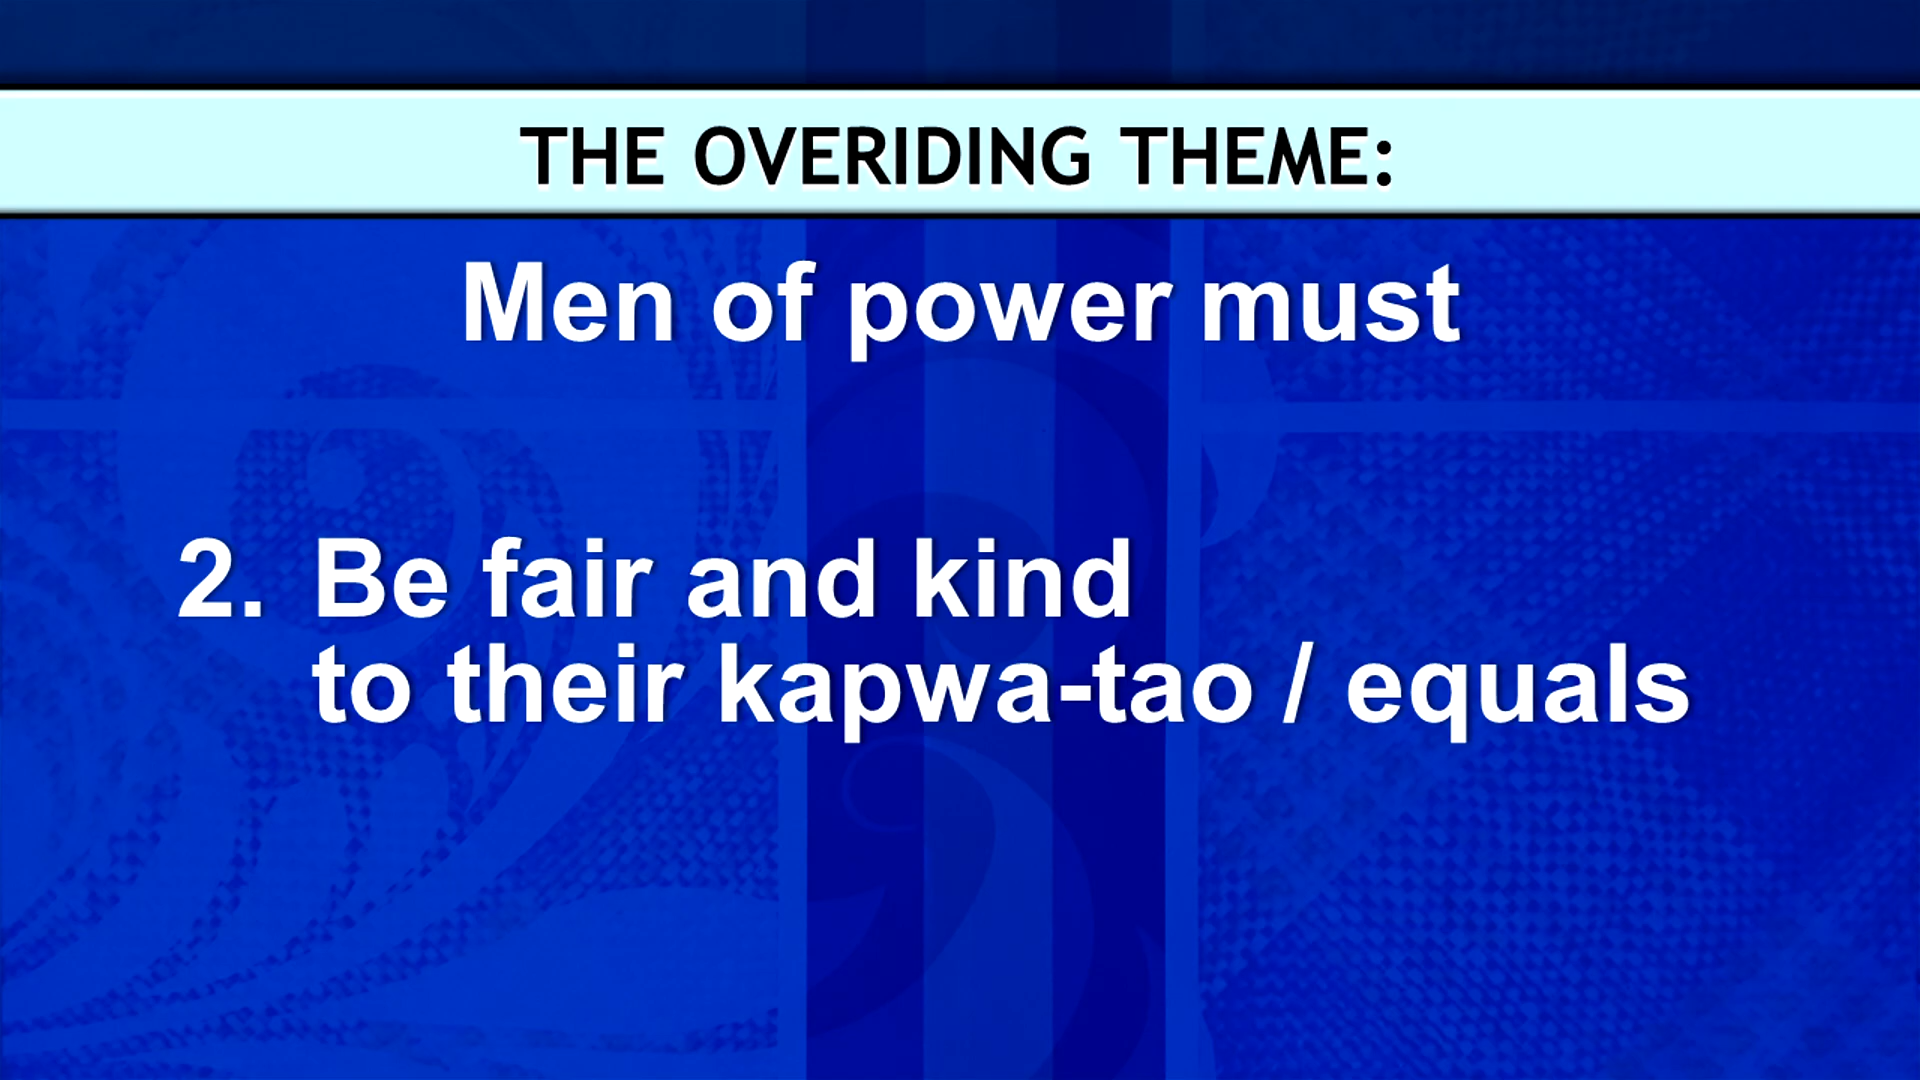 THE OVERIDING THEME:
Men of power must
2. Be fair and kind
to their kapwa-tao / equals